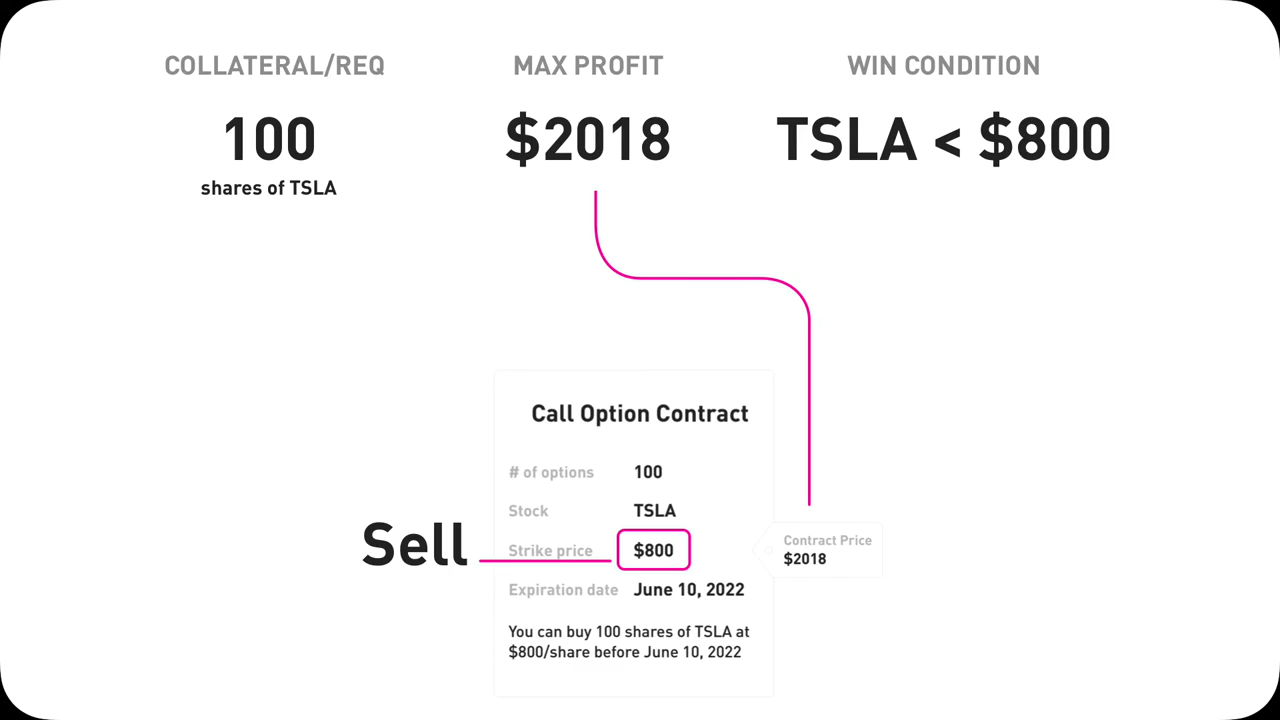 COLLATERAL/REQ
100
shares of TSLA
MAX PROFIT
$2018
WIN CONDITION
TSLA < $800
Sell
Call Option Contract
# of options 100
Stock TSLA
Strike price $800
Expiration date June 10, 2022
You can buy 100 shares of TSLA at
$800/share before June 10, 2022
Contract Price
$2018